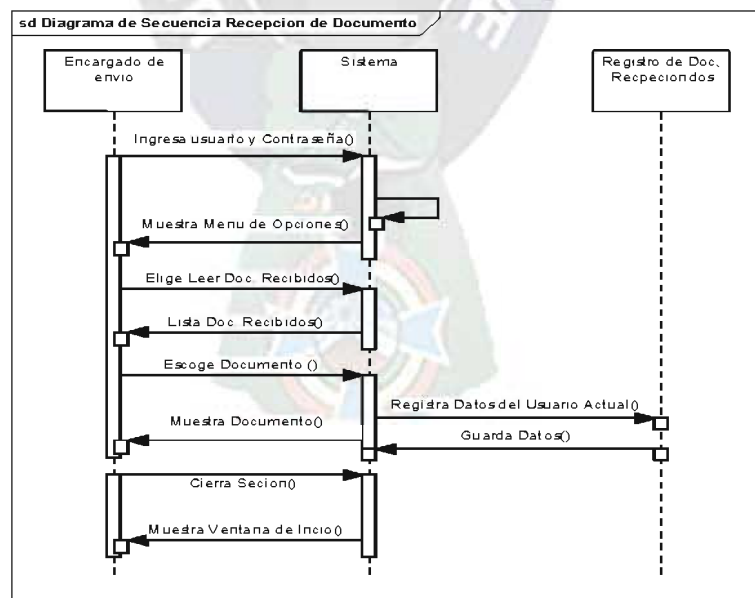 sd Diagrama de Secuencia Recepcion de Documento
Encargado de
envio
Sistema
Registro de Doc.
Recpeciondos
Ingresa usuario y Contraseña()
Muestra Menu de Opciones()
Elige Leer Doc. Recibidos()
Lista Doc. Recibidos()
Escoge Documento ()
Registra Datos del Usuario Actual()
Muestra Documento()
Guarda Datos()
Cierra Secion()
Muestra Ventana de Incio()